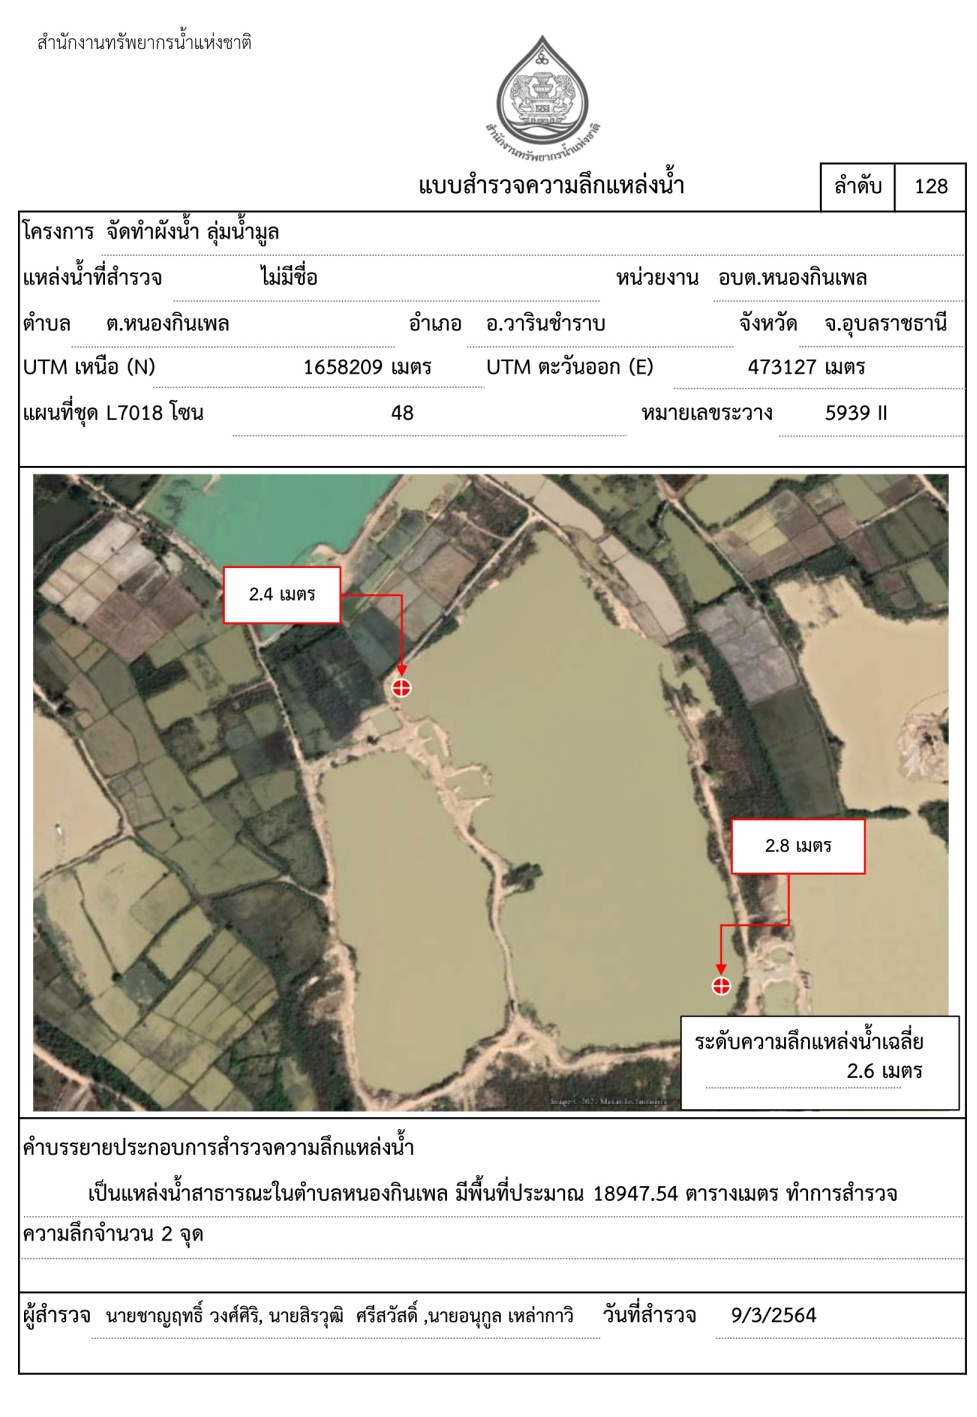 สำนักงานทรัพยากรน้ำแห่งชาติ
สำนักงานทรัพยากรน้ำแห่งชาติ
แบบสำรวจความลึกแหล่งน้ำ
ลำดับ 128
โครงการ จัดทำผังน้ำ ลุ่มน้ำมูล
แหล่งน้ำที่สำรวจ ไม่มีชื่อ หน่วยงาน อบต.หนองกินเพล
ตำบล ต.หนองกินเพล อำเภอ อ.วารินชำราบ จังหวัด จ.อุบลราชธานี
UTM เหนือ (N) 1658209 เมตร UTM ตะวันออก (E) 473127 เมตร
แผนที่ชุด L7018 โซน 48 หมายเลขระวาง 5939 II
2.4 เมตร
2.8 เมตร
ระดับความลึกแหล่งน้ำเฉลี่ย
2.6 เมตร
คำบรรยายประกอบการสำรวจความลึกแหล่งน้ำ
เป็นแหล่งน้ำสาธารณะในตำบลหนองกินเพล มีพื้นที่ประมาณ 18947.54 ตารางเมตร ทำการสำรวจ
ความลึกจำนวน 2 จุด
ผู้สำรวจ นายชาญฤทธิ์ วงศ์ศิริ, นายสิรวุฒิ ศรีสวัสดิ์ ,นายอนุกูล เหล่ากาวิ วันที่สำรวจ 9/3/2564